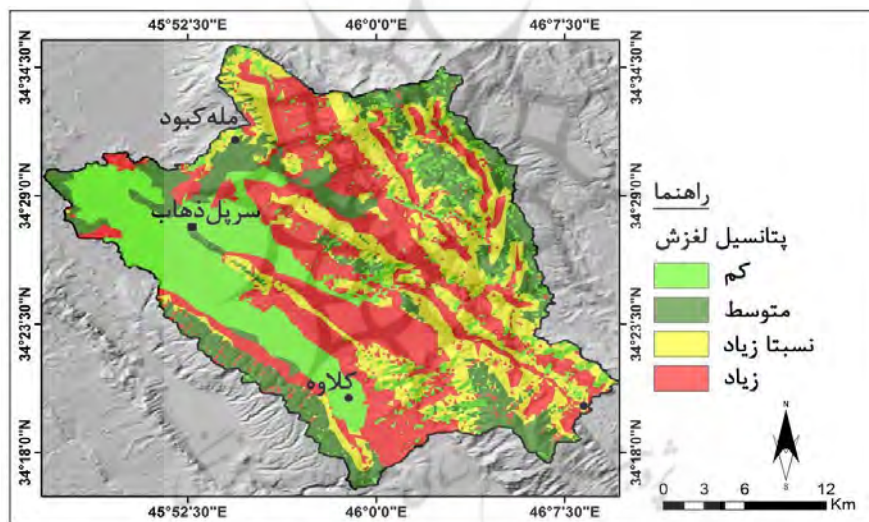 45°52'30"E 46°0'0"E 46°7'30"E
34°34'30"N 34°34'30"N
مله کبود
34°29'0"N 34°29'0"N
سرپل ذهاب
34°23'30"N 34°23'30"N
کلاوه
34°18'0"N 34°18'0"N
45°52'30"E 46°0'0"E 46°7'30"E
راهنما
پتانسیل لغزش
کم
متوسط
نسبتا زیاد
زیاد
N
S
0 3 6 12
Km